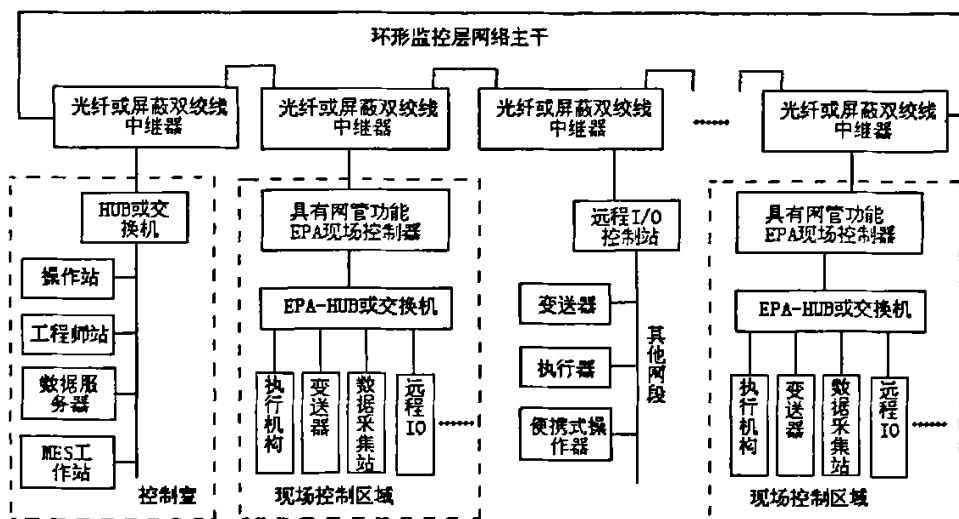 环形监控层网络主干
光纤或屏蔽双绞线
中继器
光纤或屏蔽双绞线
中继器
光纤或屏蔽双绞线
中继器
……
光纤或屏蔽双绞线
中继器
HUB或交
换机
操作站
工程师站
数据服
务器
MES工
作站
控制室
具有网管功能
EPA现场控制器
EPA-HUB或交换机
执行机构
变送器
数据采集站
远程IO
……
现场控制区域
远程I/O
控制站
变送器
执行器
便携式操
作器
其他网段
具有网管功能
EPA现场控制器
EPA-HUB或交换机
执行机构
变送器
数据采集站
远程IO
……
现场控制区域